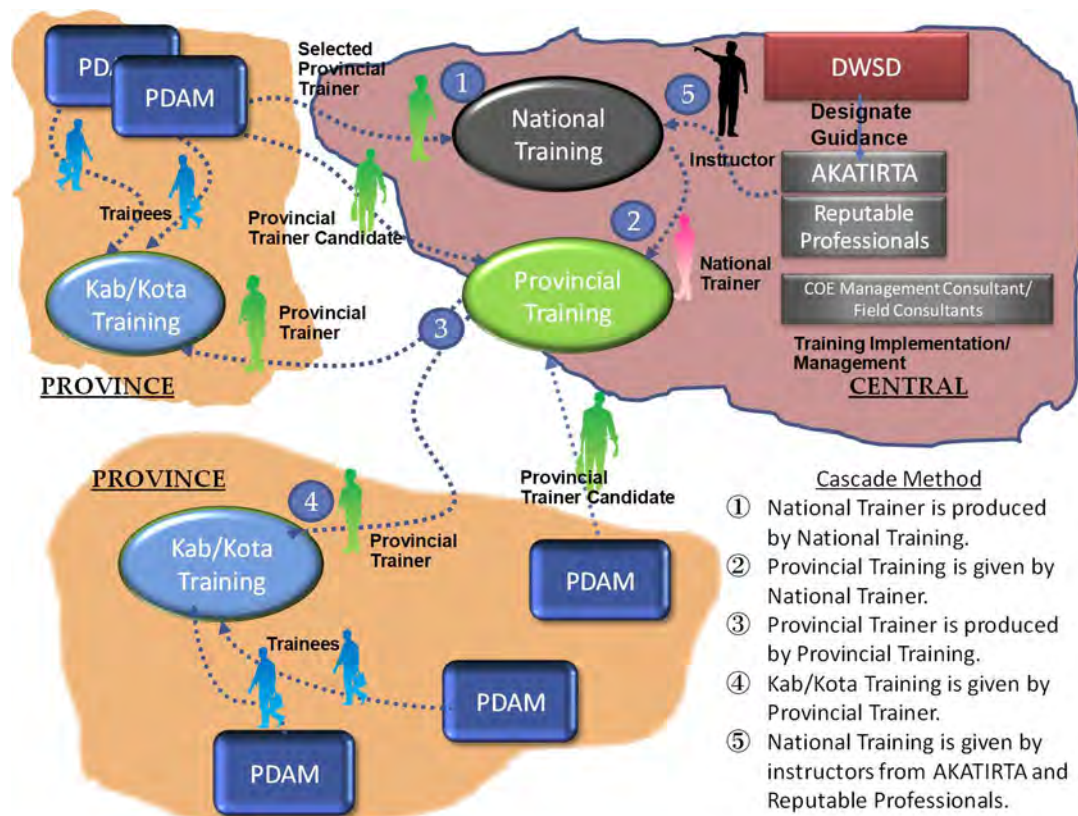 PDA
PDAM
Selected
Provincial
Trainer
1
National
Training
5
DWSD
Designate
Guidance
Instructor
AKATIRTA
Reputable
Professionals
COE Management Consultant/
Field Consultants
Training Implementation/
Management
CENTRAL
Trainees
Provincial
Trainer Candidate
2
National
Trainer
Provincial
Training
Kab/Kota
Training
Provincial
Trainer
3
PROVINCE
PROVINCE
4
Kab/Kota
Training
Provincial
Trainer
Provincial
Trainer Candidate
PDAM
Trainees
PDAM
PDAM
Cascade Method
① National Trainer is produced
by National Training.
② Provincial Training is given by
National Trainer.
③ Provincial Trainer is produced
by Provincial Training.
④ Kab/Kota Training is given by
Provincial Trainer.
⑤ National Training is given by
instructors from AKATIRTA and
Reputable Professionals.